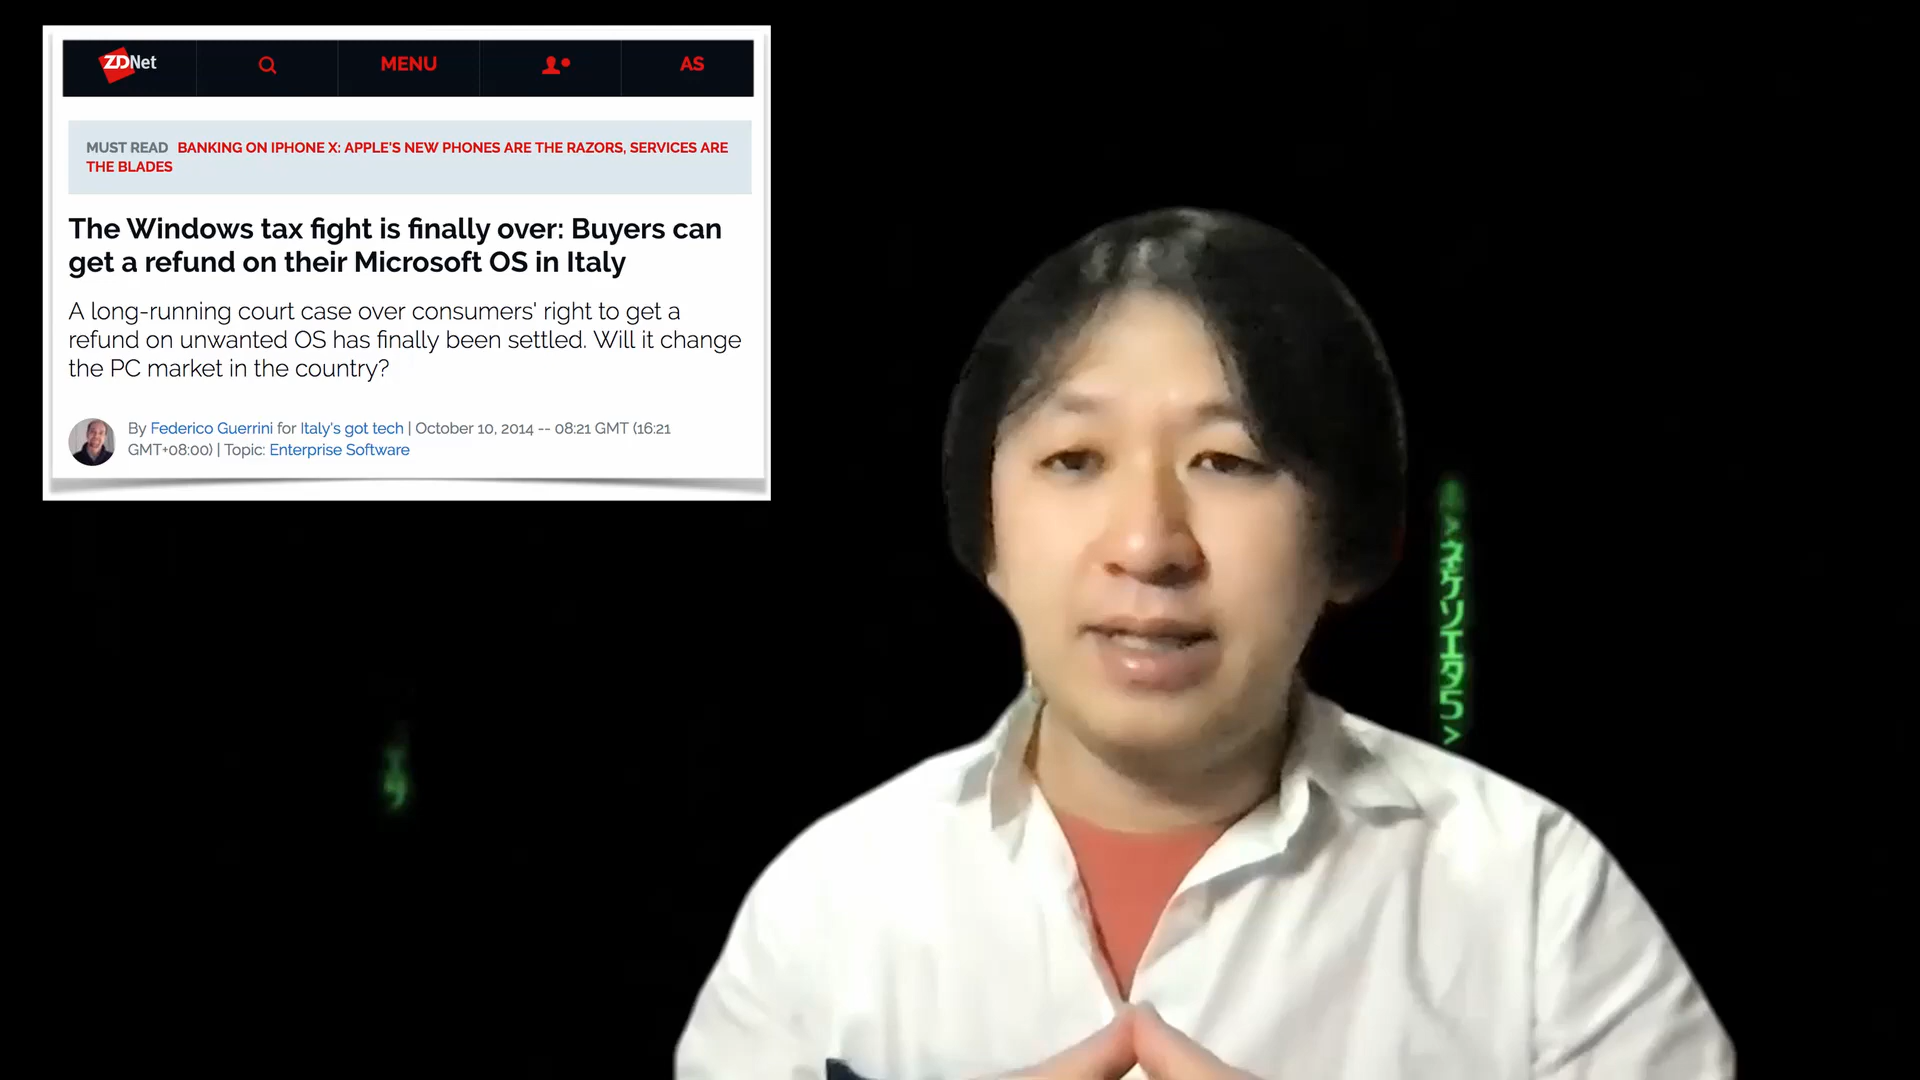 ZDNet
MENU
AS
MUST READ BANKING ON IPHONE X: APPLE'S NEW PHONES ARE THE RAZORS, SERVICES ARE
THE BLADES
The Windows tax fight is finally over: Buyers can
get a refund on their Microsoft OS in Italy
A long-running court case over consumers' right to get a
refund on unwanted OS has finally been settled. Will it change
the PC market in the country?
By Federico Guerrini for Italy's got tech | October 10, 2014 -- 08:21 GMT (16:21
GMT+08:00) | Topic: Enterprise Software